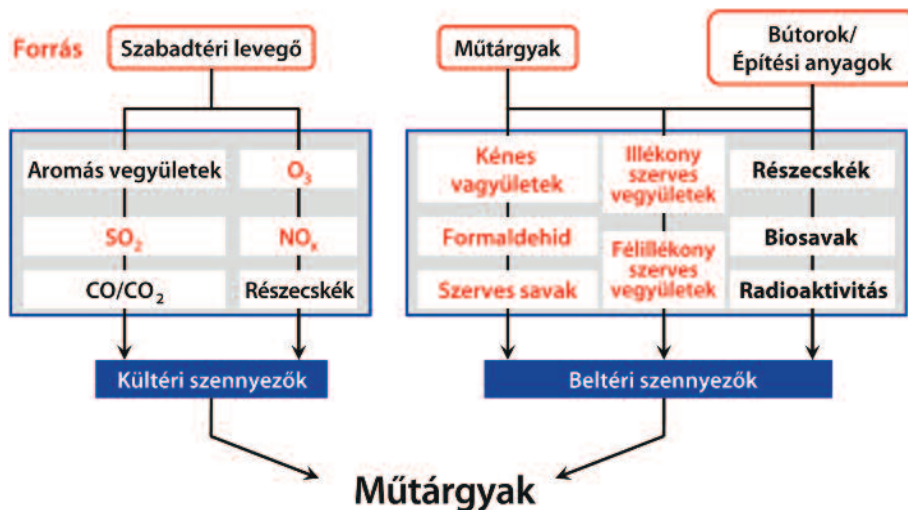 Forrás
Szabadtéri levegő
Műtárgyak
Bútorok/
Építési anyagok
Aromás vegyületek
O3
SO2
NOx
CO/CO2
Részecskék
Kénes
vagyületek
Formaldehid
Szerves savak
Illékony
szerves
vegyületek
Félillékony
szerves
vegyületek
Részecskék
Biosavak
Radioaktivitás
Kültéri szennyezők
Beltéri szennyezők
Műtárgyak